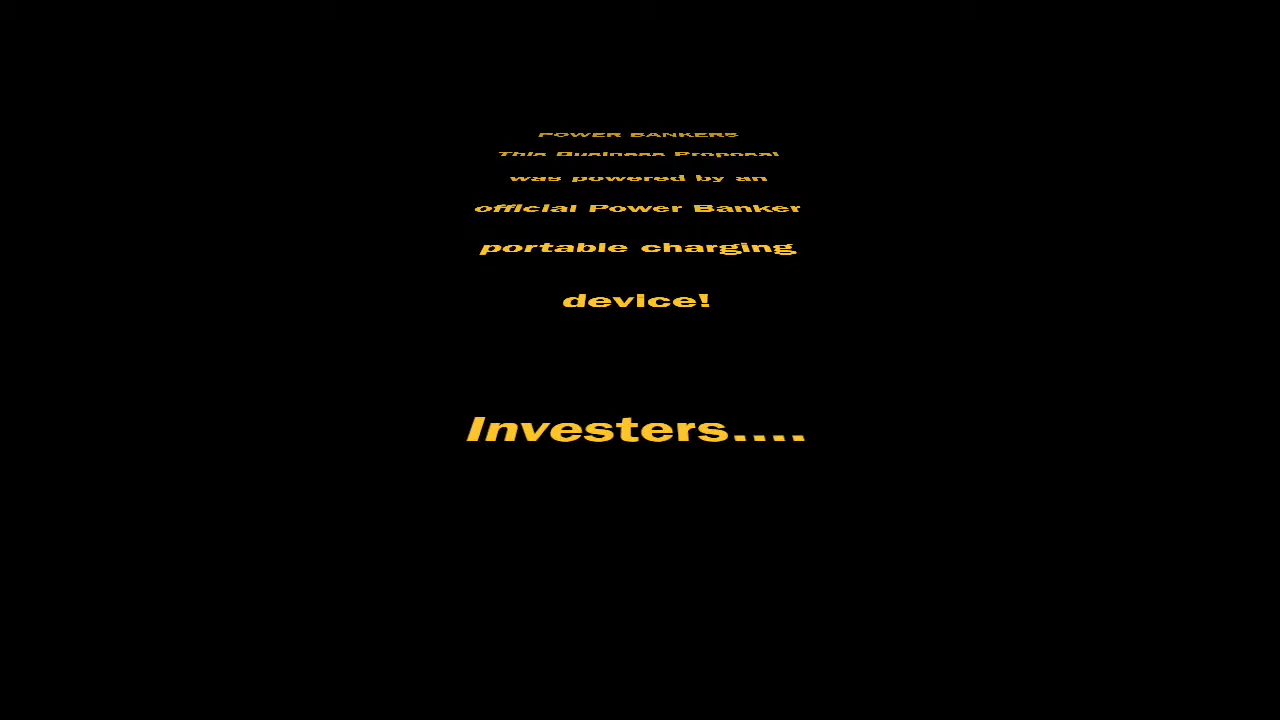 POWER BANKERS
This Business Proposal
was powered by an
official Power Banker
portable charging
device!
Investers....